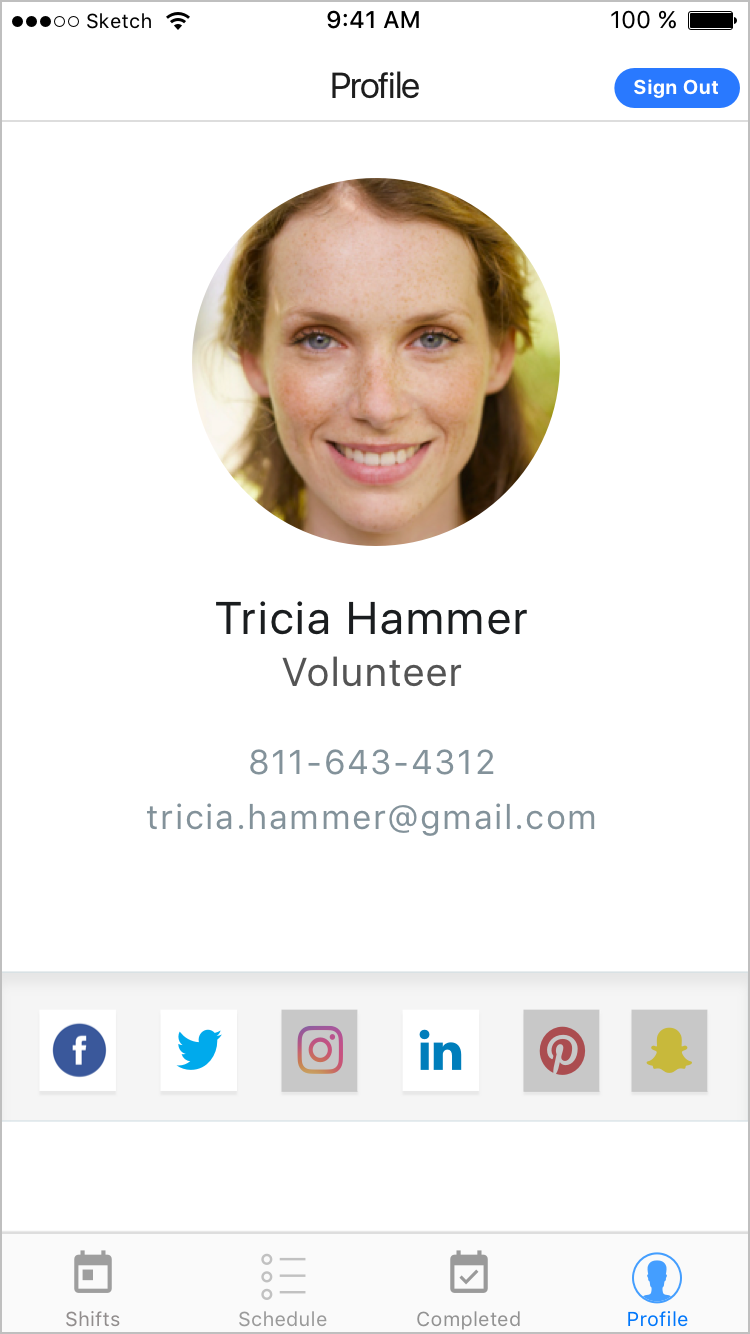 Sketch 9:41 AM 100 %
Profile Sign Out
Tricia Hammer
Volunteer
811-643-4312
tricia.hammer@gmail.com
f in
Shifts Schedule Completed Profile